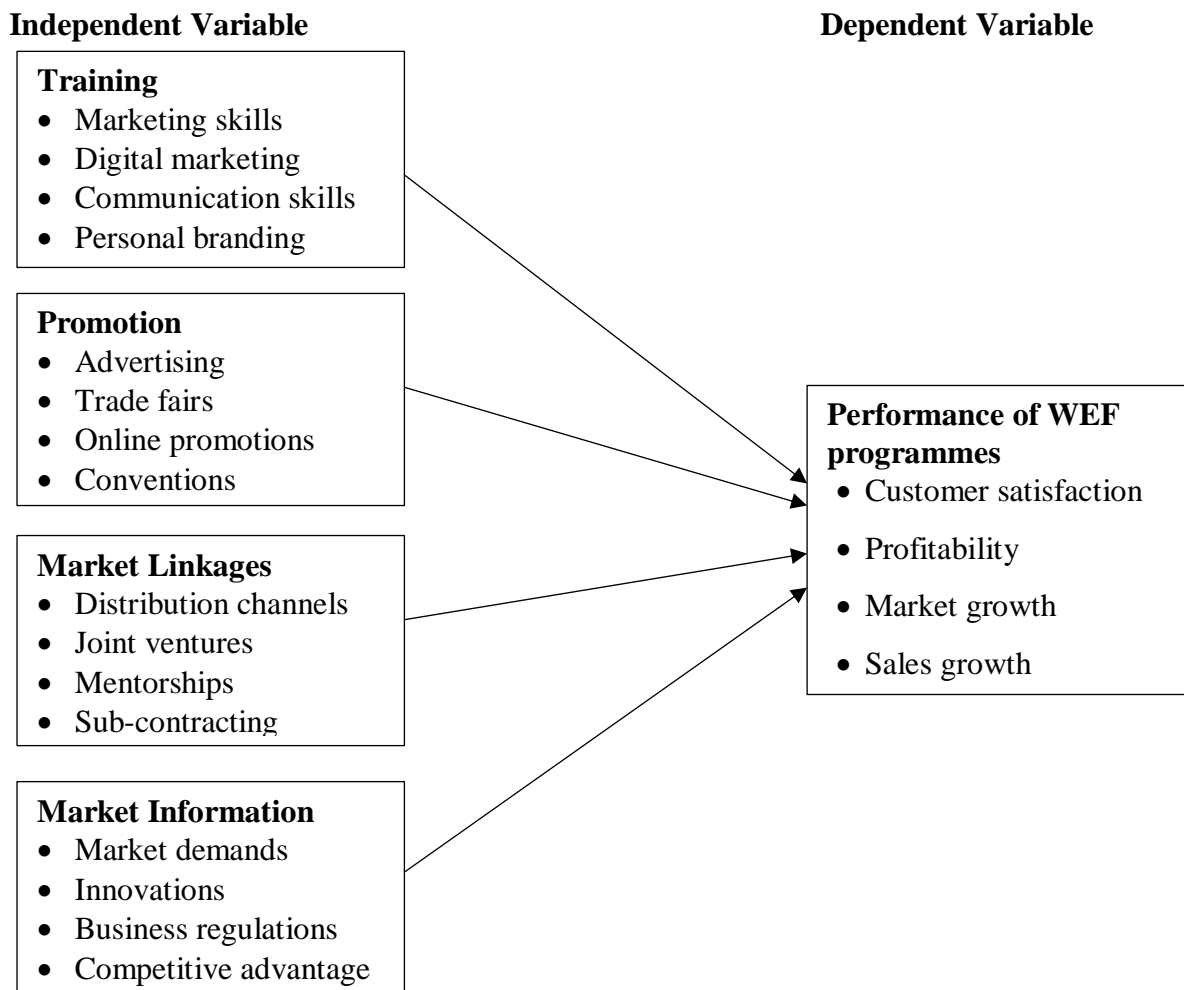 Independent Variable
Dependent Variable
Training
• Marketing skills
• Digital marketing
• Communication skills
• Personal branding
Promotion
• Advertising
• Trade fairs
• Online promotions
• Conventions
Market Linkages
• Distribution channels
• Joint ventures
• Mentorships
• Sub-contracting
Market Information
• Market demands
• Innovations
• Business regulations
• Competitive advantage
Performance of WEF
programmes
• Customer satisfaction
• Profitability
• Market growth
• Sales growth